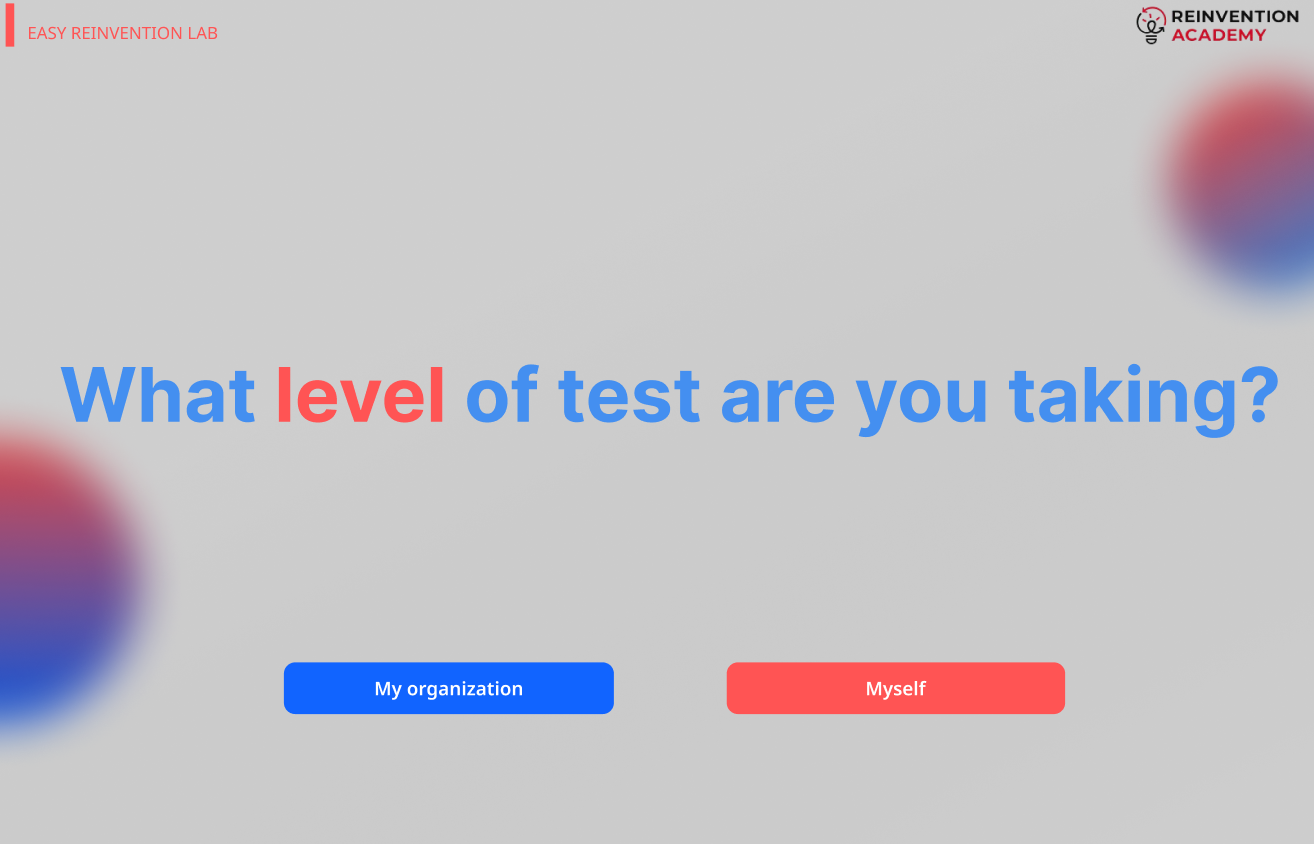 EASY REINVENTION LAB
REINVENTION
ACADEMY
What level of test are you taking?
My organization
Myself